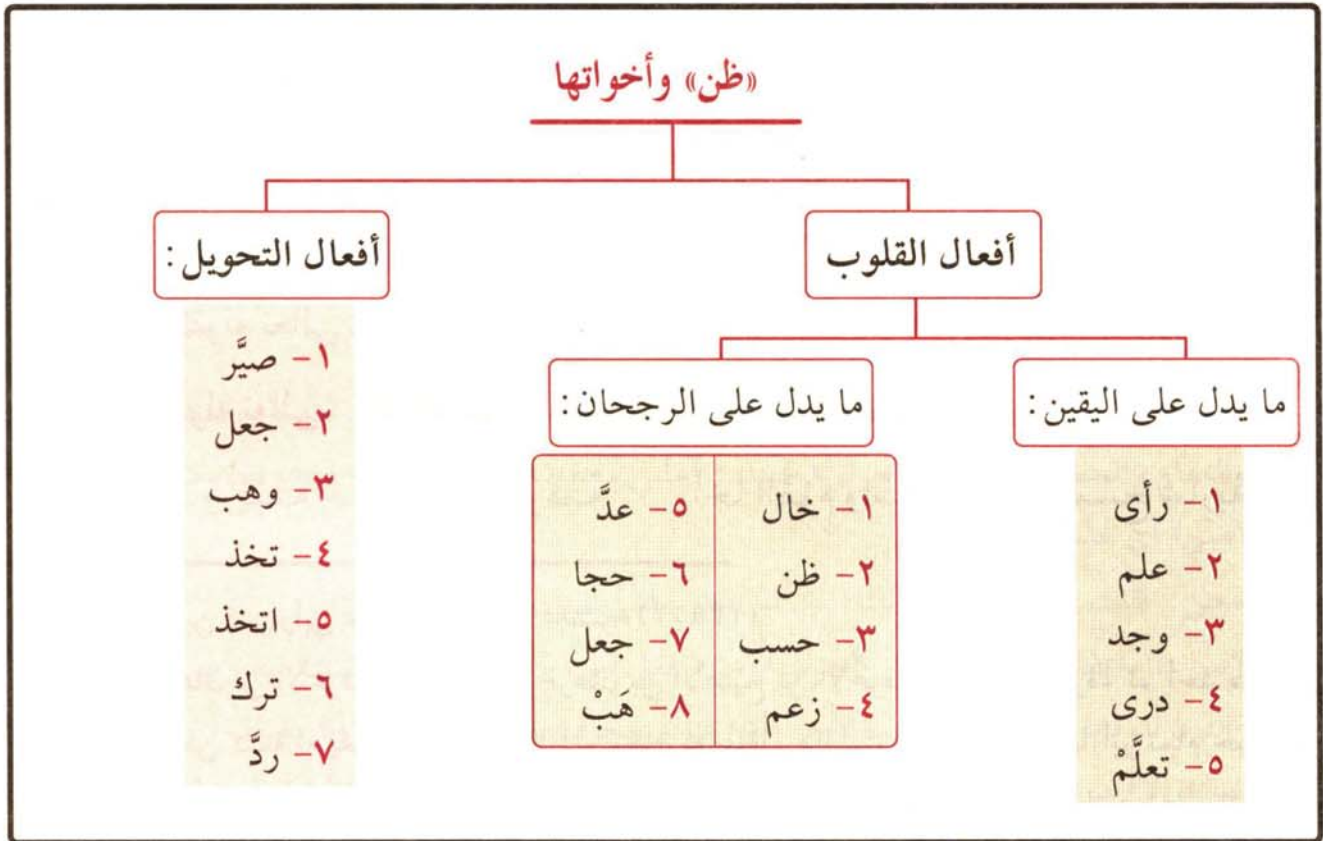 «ظن» وأخواتها
أفعال القلوب
أفعال التحويل:
ما يدل على اليقين:
١- رأى
٢- علم
٣- وجد
٤- درى
٥- تعلَّمْ
ما يدل على الرجحان:
١- خال
٢- ظن
٣- حسب
٤- زعم
٥- عدَّ
٦- حجا
٧- جعل
٨- هَبْ
١- صيَّر
٢- جعل
٣- وهب
٤- تخذ
٥- اتخذ
٦- ترك
٧- ردَّ